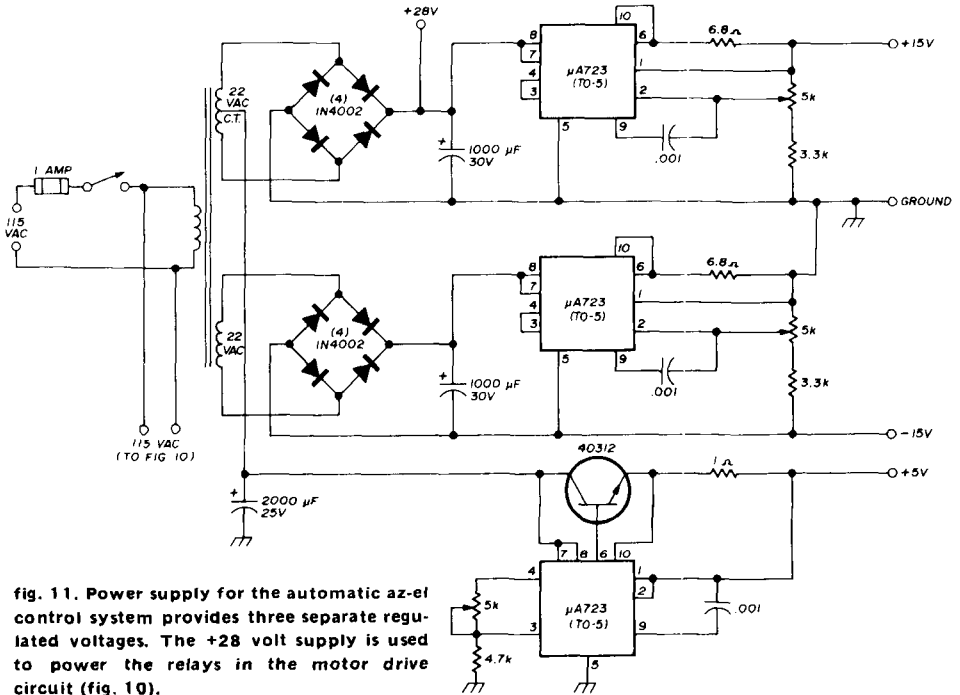 +28V
10
8
7
4
3
μA723
(TO-5)
6
1
2
5
9
6.8Ω
+15V
5k
3.3k
.001
22
VAC
C.T.
(4)
1N4002
+
1000 μF
30V
1 AMP
115
VAC
GROUND
10
8
7
4
3
μA723
(TO-5)
6
1
2
5
9
6.8Ω
5k
3.3k
.001
22
VAC
(4)
1N4002
+
1000 μF
30V
115 VAC
(TO FIG 10)
-15V
40312
1 Ω
+5V
+
2000 μF
25V
7
8
6
10
4
3
μA723
(TO-5)
1
2
9
5
5k
4.7k
.001
fig. 11. Power supply for the automatic az-el
control system provides three separate regu-
lated voltages. The +28 volt supply is used
to power the relays in the motor drive
circuit (fig. 10).